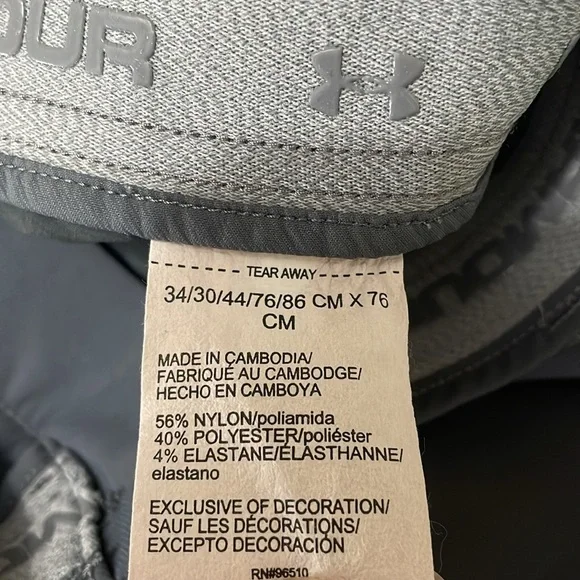 OUR
TEAR AWAY
34/30/44/76/86 CM X 76
CM
MADE IN CAMBODIA/
FABRIQUÉ AU CAMBODGE/
HECHO EN CAMBOYA
56% NYLON/poliamida
40% POLYESTER/poliéster
4% ELASTANE/ÉLASTHANNE/
elastano
EXCLUSIVE OF DECORATION/
SAUF LES DÉCORATIONS/
EXCEPTO DECORACIÓN
RN#96510